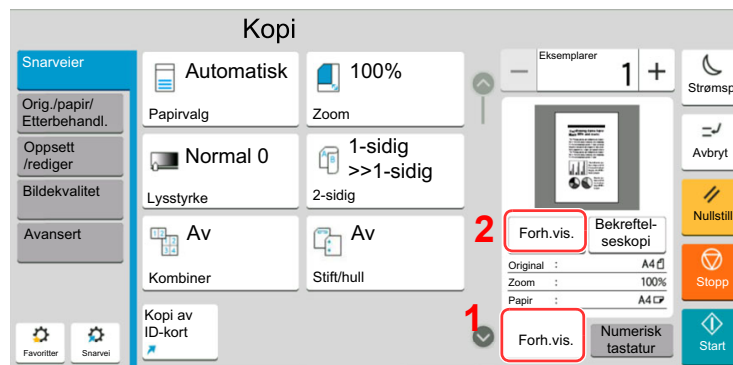 Kopi
Snarveier
Orig./papir/
Etterbehandl.
Oppsett
/rediger
Bildekvalitet
Avansert
Favoritter
Snarvei
Automatisk
Papirvalg
100%
Zoom
Normal 0
Lysstyrke
1-sidig
>>1-sidig
2-sidig
Av
Kombiner
Av
Stift/hull
Kopi av
ID-kort
Eksemplarer
1
2
Forh.vis.
Bekreftel-
seskopi
Original : A4
Zoom : 100%
Papir : A4
1
Forh.vis.
Numerisk
tastatur
Strømsp
Avbryt
Nullstill
Stopp
Start